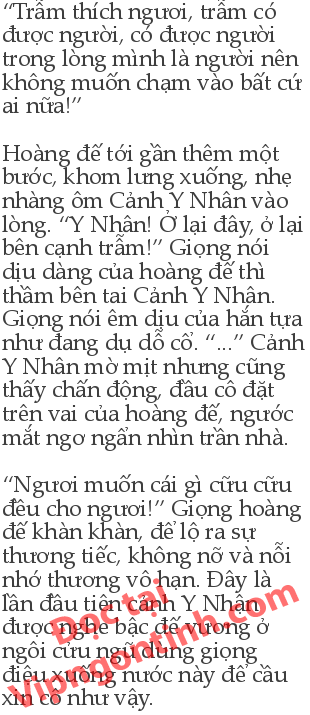 “Trẫm thích ngươi, trẫm có
được người, có được người
trong lòng mình là người nên
không muốn chạm vào bất cứ
ai nữa!”
Hoàng đế tới gần thêm một
bước, khom lưng xuống, nhẹ
nhàng ôm Cảnh Y Nhân vào
lòng. “Y Nhân! Ở lại đây, ở lại
bên cạnh trẫm!” Giọng nói
dịu dàng của hoàng đế thì
thầm bên tai Cảnh Y Nhân.
Giọng nói êm dịu của hắn tựa
như đang dụ dỗ cô. “...” Cảnh
Y Nhân mờ mịt nhưng cũng
thấy chấn động, đầu cô đặt
trên vai của hoàng đế, ngước
mắt ngơ ngẩn nhìn trần nhà.
“Ngươi muốn cái gì cữu cữu
đều cho ngươi!” Giọng hoàng
đế khàn khàn, để lộ ra sự
thương tiếc, không nỡ và nỗi
nhớ thương vô hạn. Đây là
lần đầu tiên cảnh Y Nhân
được nghe bậc đế vương ở
ngôi cửu ngũ dùng giọng
điệu xuống nước này để cầu
xin cô như vậy.
Đọc tại
Vipngontinh.com